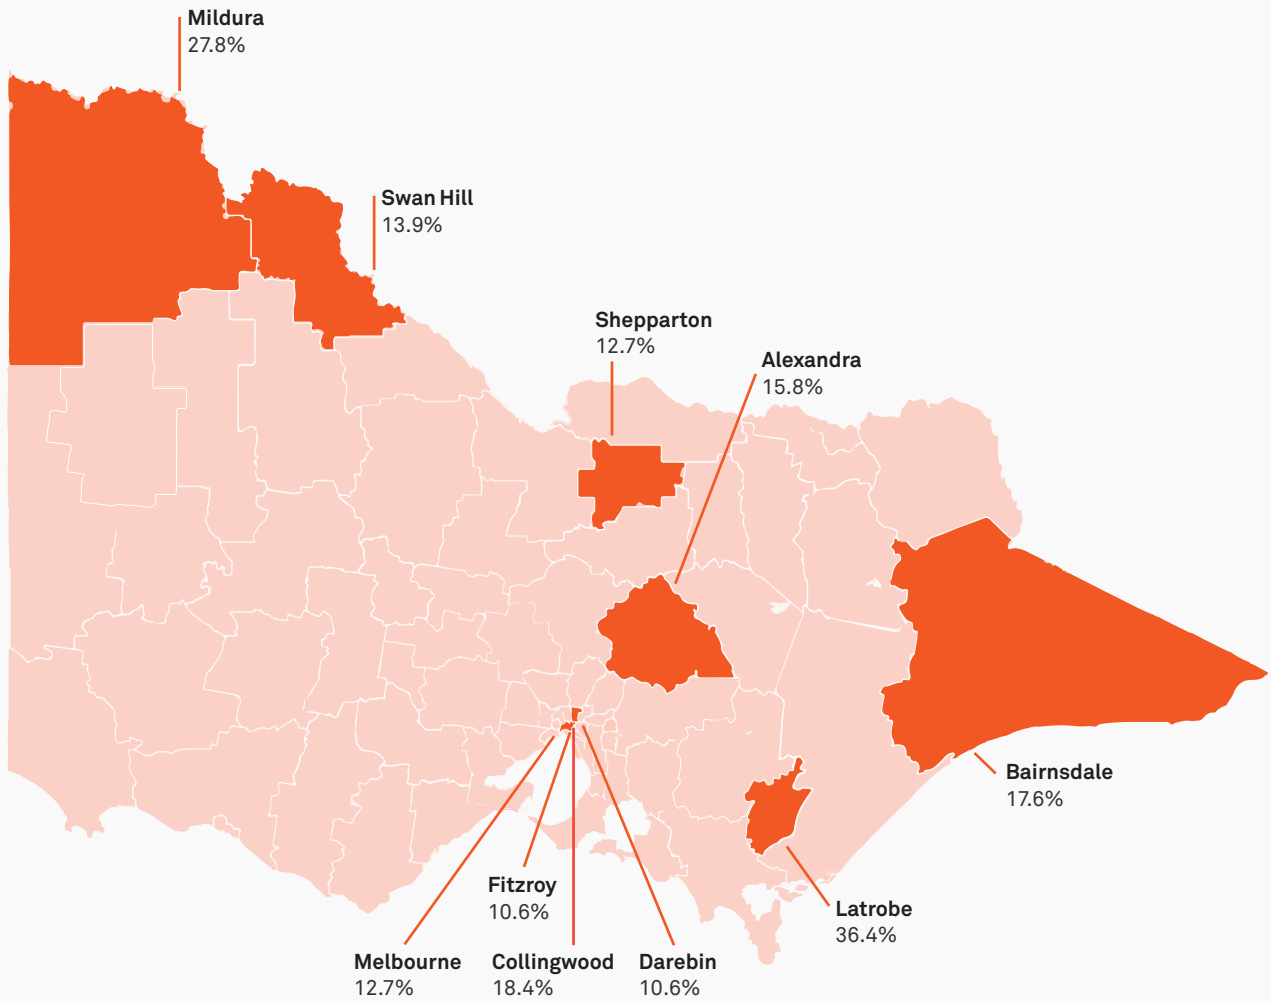 Mildura
27.8%
Swan Hill
13.9%
Shepparton
12.7%
Alexandra
15.8%
Bairnsdale
17.6%
Latrobe
36.4%
Fitzroy
10.6%
Melbourne
12.7%
Collingwood
18.4%
Darebin
10.6%